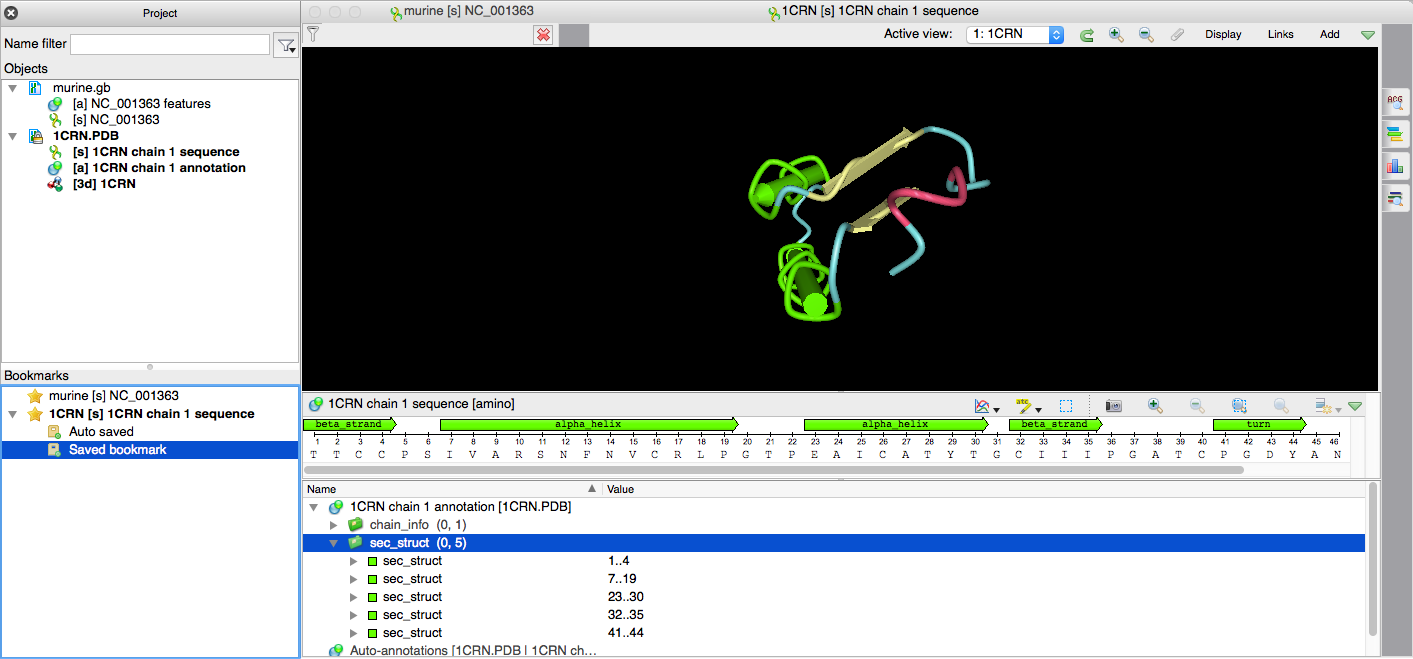 Project
murine [s] NC_001363
1CRN [s] 1CRN chain 1 sequence
Name filter
Active view: 1: 1CRN Display Links Add
Objects
murine.gb
[a] NC_001363 features
[s] NC_001363
1CRN.PDB
[s] 1CRN chain 1 sequence
[a] 1CRN chain 1 annotation
[3d] 1CRN
ACG
Bookmarks
murine [s] NC_001363
1CRN [s] 1CRN chain 1 sequence
Auto saved
Saved bookmark
1CRN chain 1 sequence [amino]
beta_strand alpha_helix alpha_helix beta_strand turn
1 2 3 4 5 6 7 8 9 10 11 12 13 14 15 16 17 18 19 20 21 22 23 24 25 26 27 28 29 30 31 32 33 34 35 36 37 38 39 40 41 42 43 44 45 46
T T C C P S I V A R S N F N V C R L P G T P E A I C A T Y T G C I I I P G A T C P G D Y A N
Name Value
1CRN chain 1 annotation [1CRN.PDB]
chain_info (0, 1)
sec_struct (0, 5)
sec_struct 1..4
sec_struct 7..19
sec_struct 23..30
sec_struct 32..35
sec_struct 41..44
Auto-annotations [1CRN.PDB | 1CRN ch...